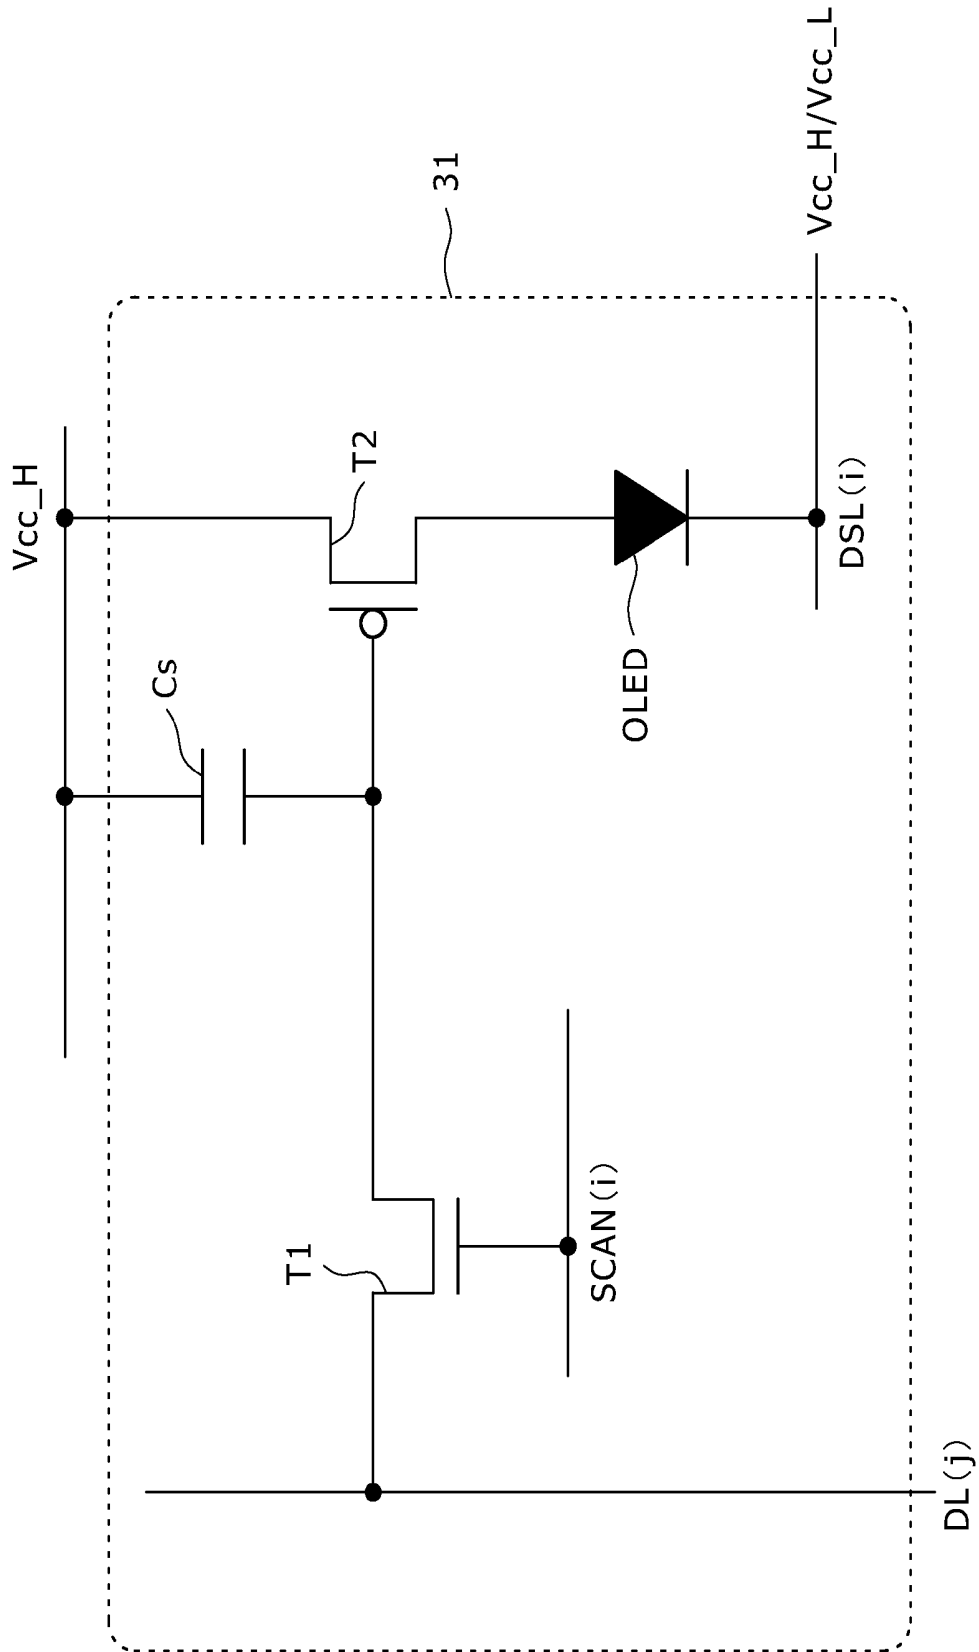 Vcc_H
31
Cs
T2
T1
OLED
SCAN(i)
Vcc_H/Vcc_L
DSL(i)
DL(j)